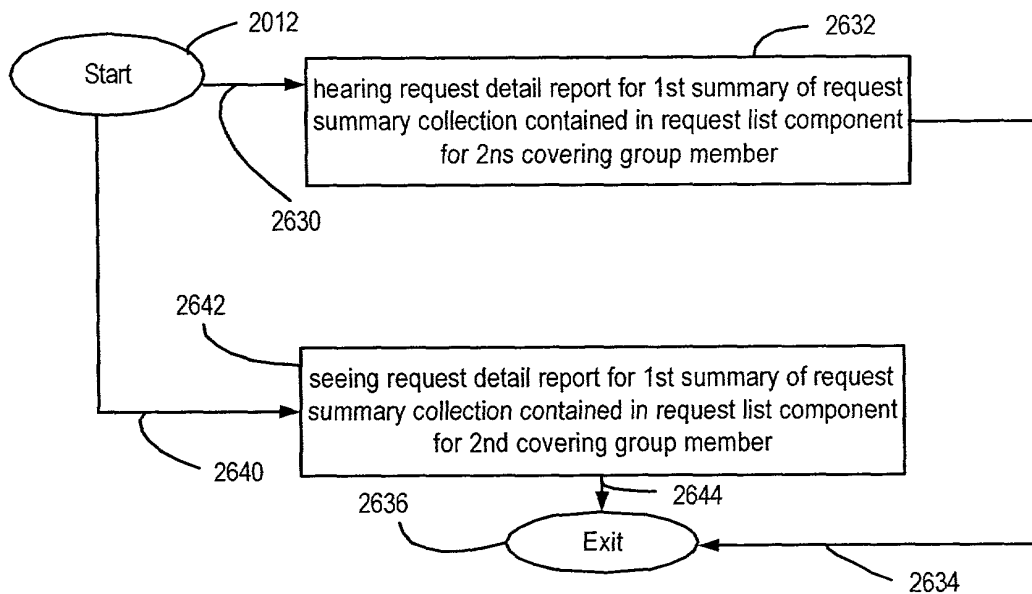 2012
2632
Start
hearing request detail report for 1st summary of request
summary collection contained in request list component
for 2ns covering group member
2630
2642
seeing request detail report for 1st summary of request
summary collection contained in request list component
for 2nd covering group member
2640
2644
2636
Exit
2634